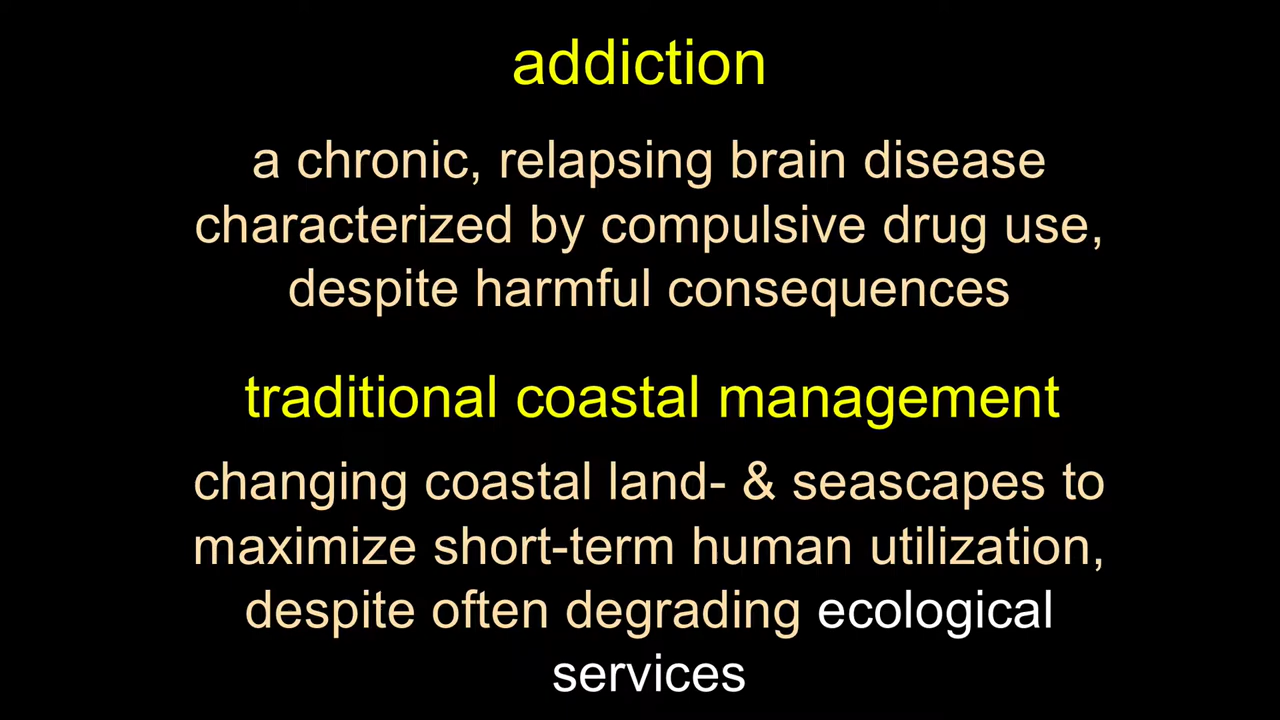 addiction
a chronic, relapsing brain disease
characterized by compulsive drug use,
despite harmful consequences
traditional coastal management
changing coastal land- & seascapes to
maximize short-term human utilization,
despite often degrading ecological
services